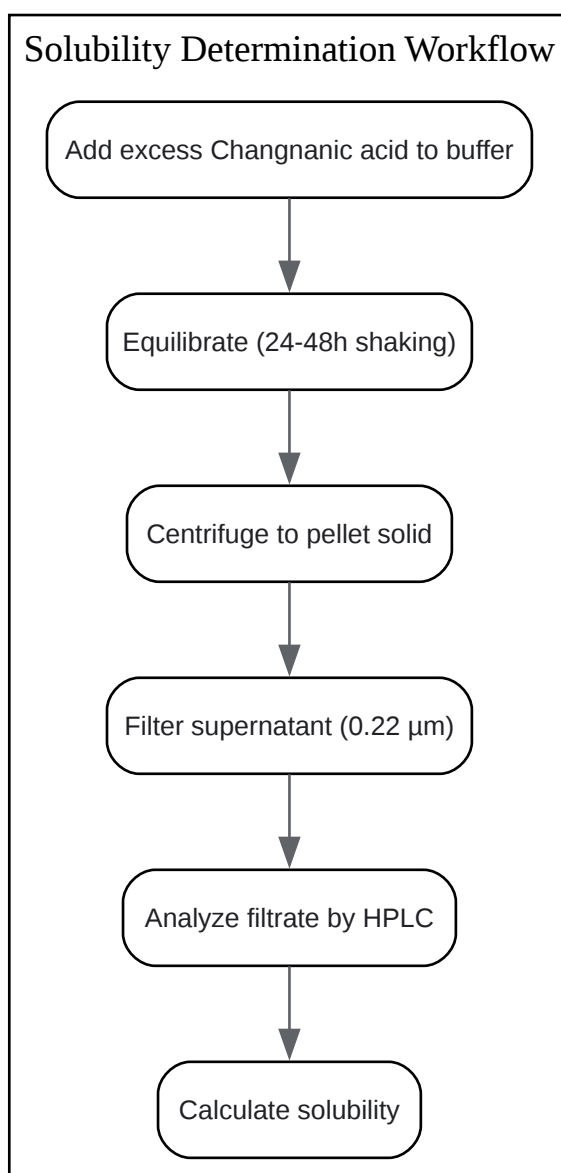 Solubility Determination Workflow
Add excess Changnanic acid to buffer
Equilibrate (24-48h shaking)
Centrifuge to pellet solid
Filter supernatant (0.22 µm)
Analyze filtrate by HPLC
Calculate solubility